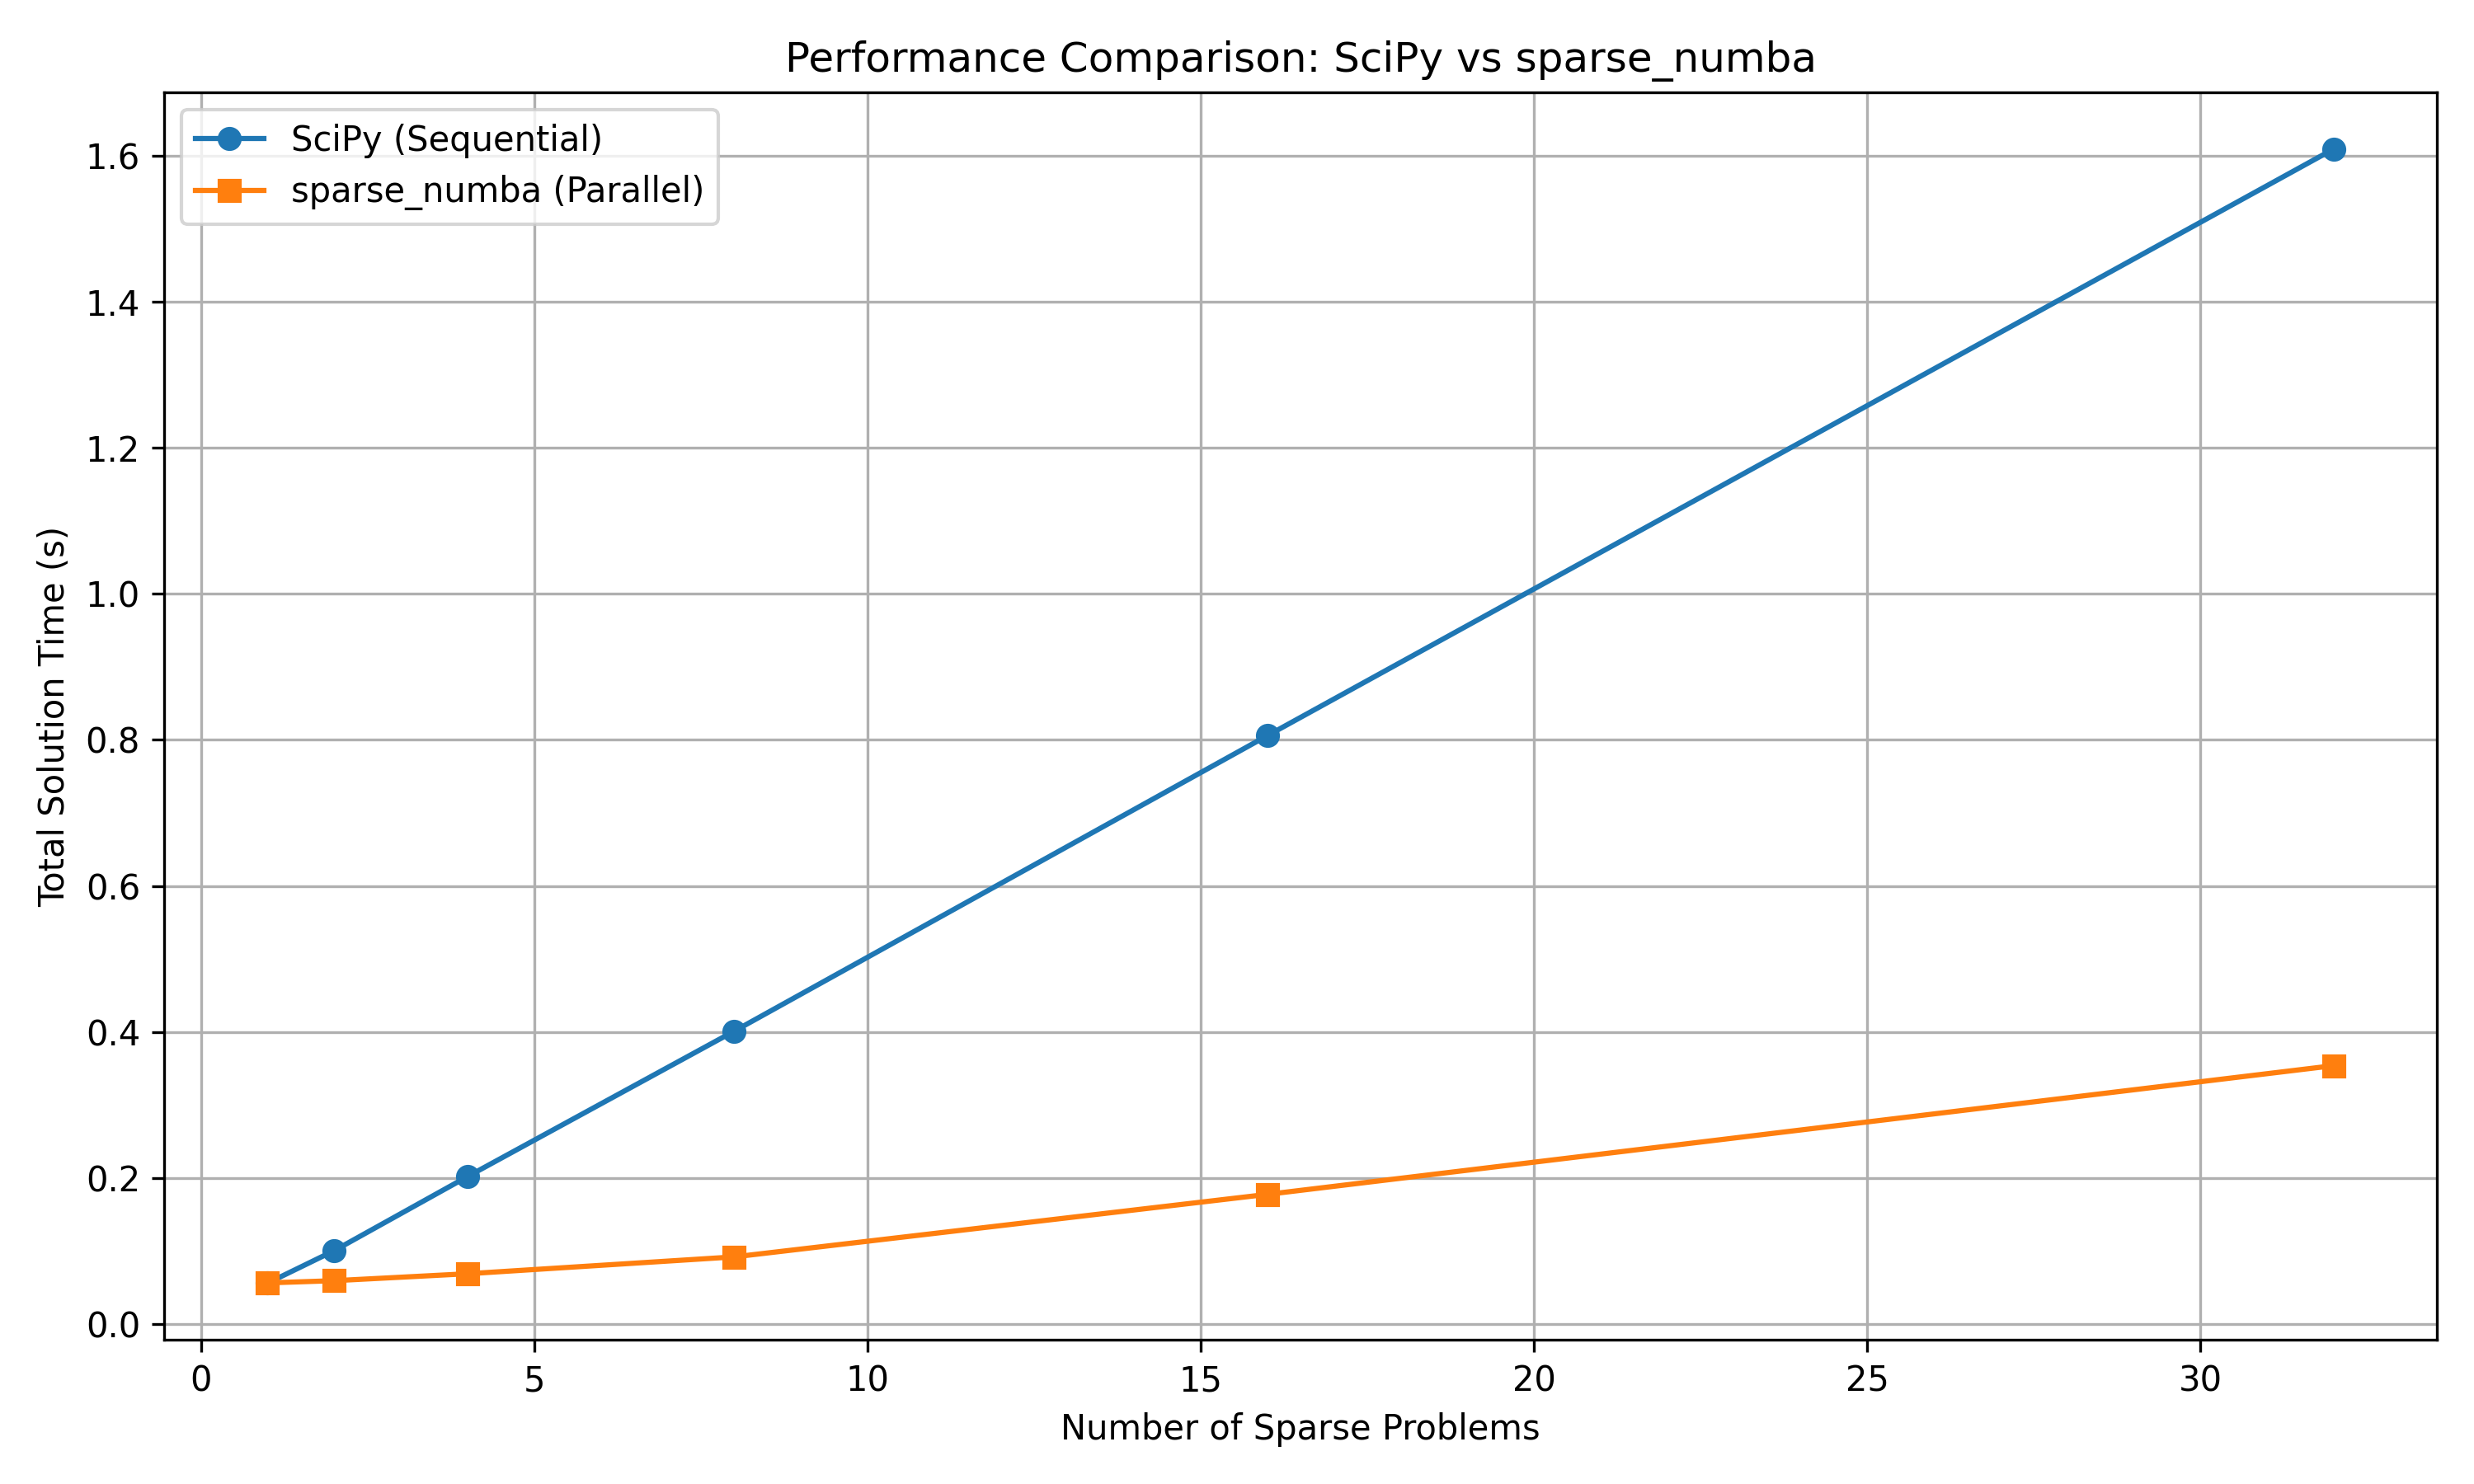 Performance Comparison: SciPy vs sparse_numba
SciPy (Sequential)
sparse_numba (Parallel)
Total Solution Time (s)
1.6
1.4
1.2
1.0
0.8
0.6
0.4
0.2
0.0
0 5 10 15 20 25 30
Number of Sparse Problems